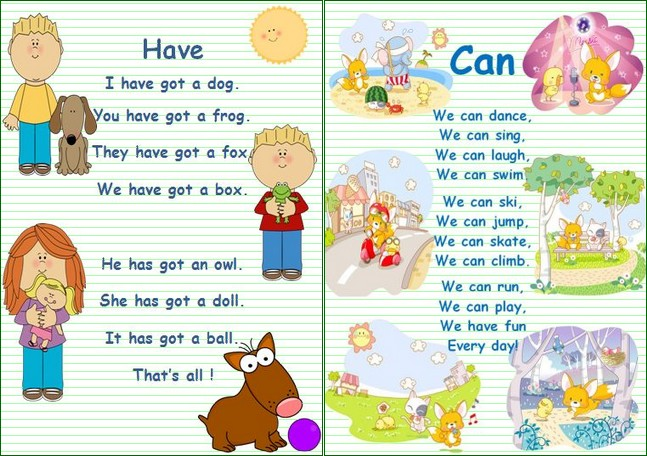 Have
I have got a dog.
You have got a frog.
They have got a fox.
We have got a box.
He has got an owl.
She has got a doll.
It has got a ball.
That's all !
Can
We can dance,
We can sing,
We can laugh,
We can swim
We can ski,
We can jump,
We can skate,
We can climb.
We can run,
We can play,
We have fun
Every day!